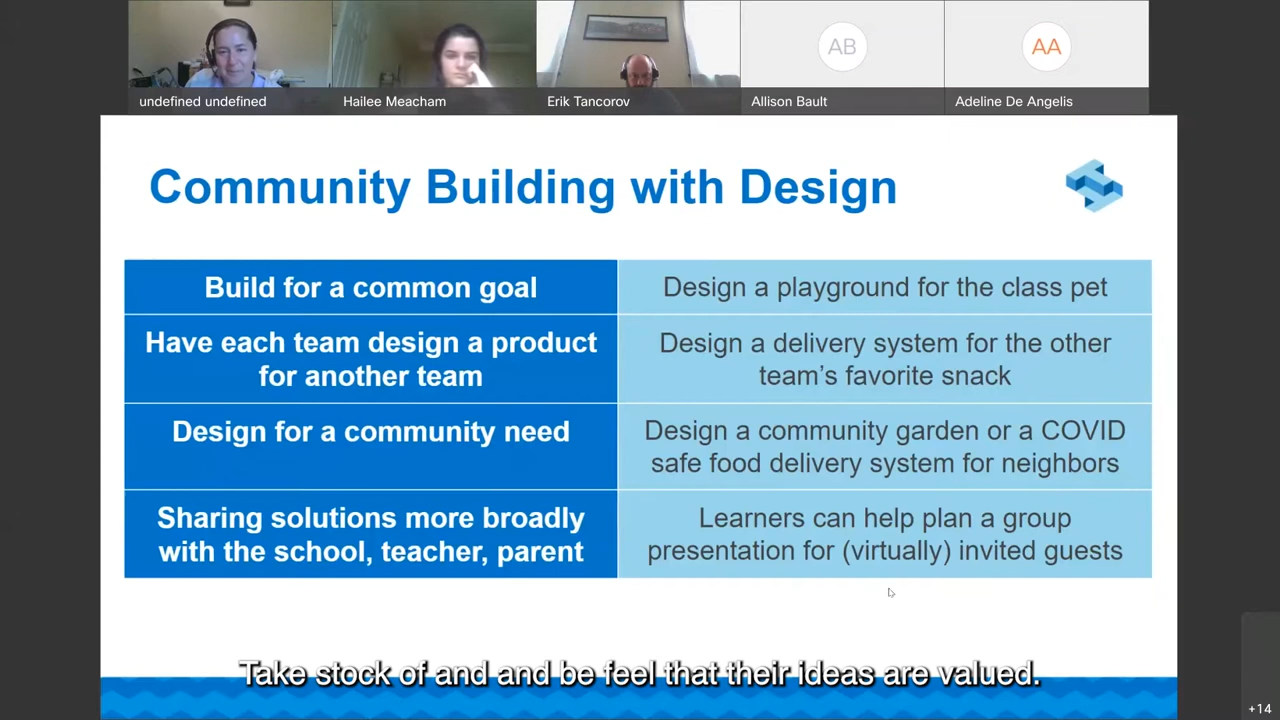 AB
AA
undefined undefined
Hailee Meacham
Erik Tancorov
Allison Bault
Adeline De Angelis
Community Building with Design
Build for a common goal
Design a playground for the class pet
Have each team design a product
for another team
Design a delivery system for the other
team’s favorite snack
Design for a community need
Design a community garden or a COVID
safe food delivery system for neighbors
Sharing solutions more broadly
with the school, teacher, parent
Learners can help plan a group
presentation for (virtually) invited guests
Take stock of and and be feel that their ideas are valued.
+14